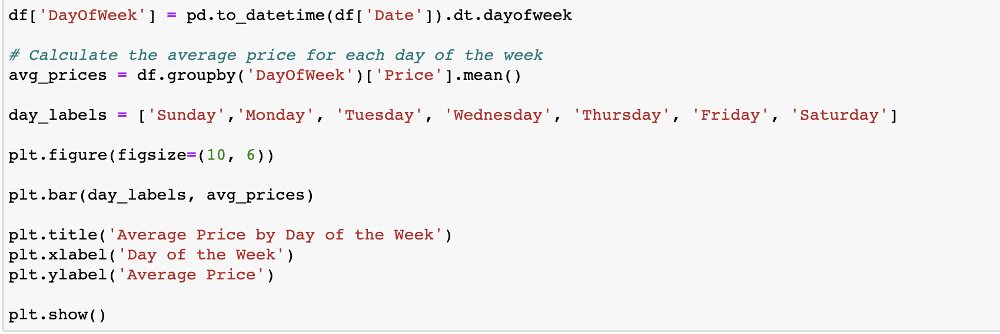 df['DayOfWeek'] = pd.to_datetime(df['Date']).dt.dayofweek
# Calculate the average price for each day of the week
avg_prices = df.groupby('DayOfWeek')['Price'].mean()
day_labels = ['Sunday','Monday', 'Tuesday', 'Wednesday', 'Thursday', 'Friday', 'Saturday']
plt.figure(figsize=(10, 6))
plt.bar(day_labels, avg_prices)
plt.title('Average Price by Day of the Week')
plt.xlabel('Day of the Week')
plt.ylabel('Average Price')
plt.show()